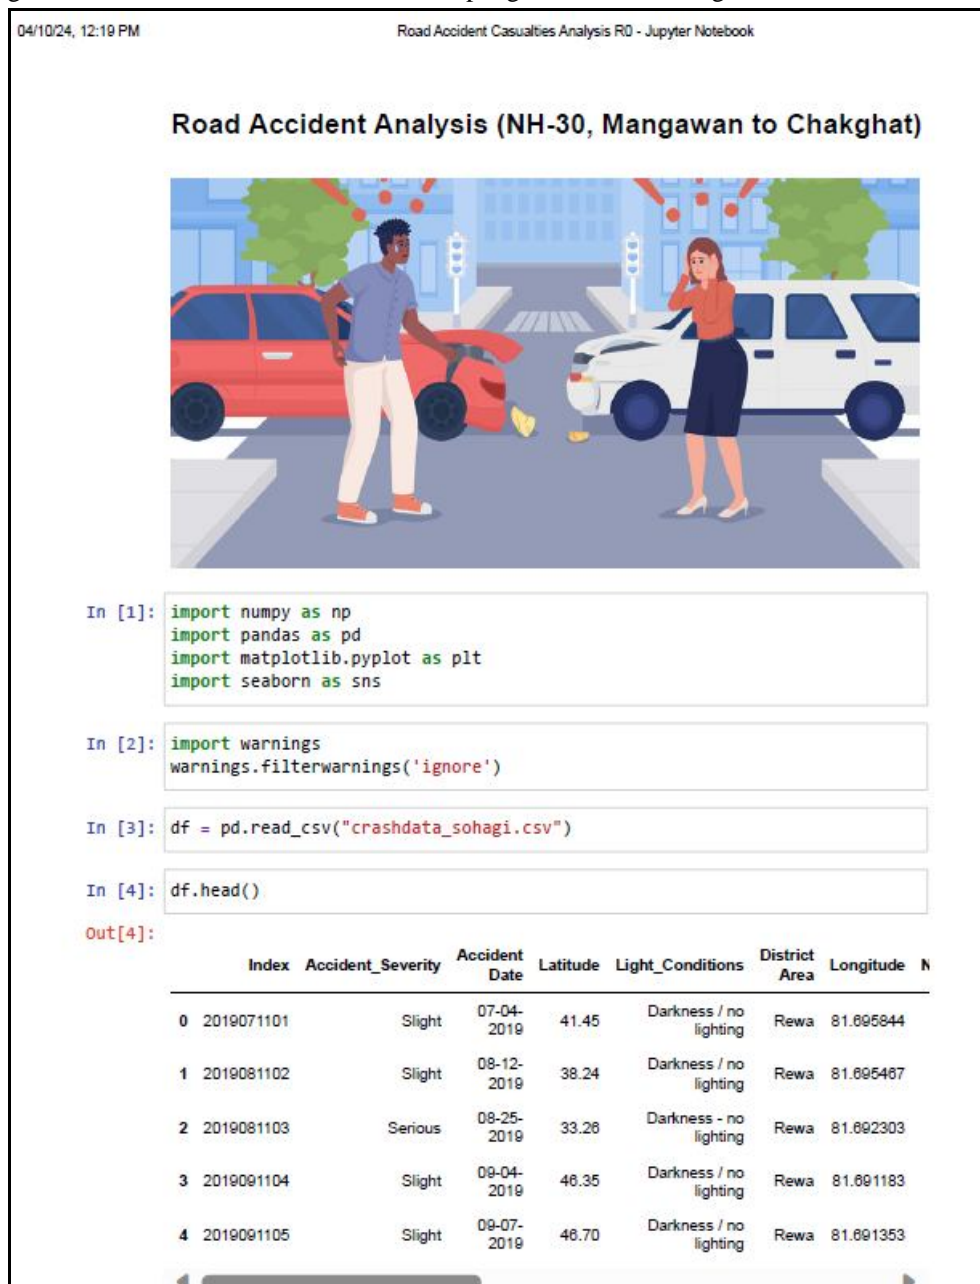 04/10/24, 12:19 PM Road Accident Casualties Analysis R0 - Jupyter Notebook
Road Accident Analysis (NH-30, Mangawan to Chakghat)
In [1]: import numpy as np
import pandas as pd
import matplotlib.pyplot as plt
import seaborn as sns
In [2]: import warnings
warnings.filterwarnings('ignore')
In [3]: df = pd.read_csv("crashdata_sohagi.csv")
In [4]: df.head()
Out[4]:
Index Accident_Severity Accident Date Latitude Light_Conditions District Area Longitude N
0 2019071101 Slight 07-04-2019 41.45 Darkness / no lighting Rewa 81.695844
1 2019081102 Slight 08-12-2019 38.24 Darkness / no lighting Rewa 81.695467
2 2019081103 Serious 08-25-2019 33.26 Darkness - no lighting Rewa 81.692303
3 2019091104 Slight 09-04-2019 46.35 Darkness / no lighting Rewa 81.691183
4 2019091105 Slight 09-07-2019 46.70 Darkness / no lighting Rewa 81.691353